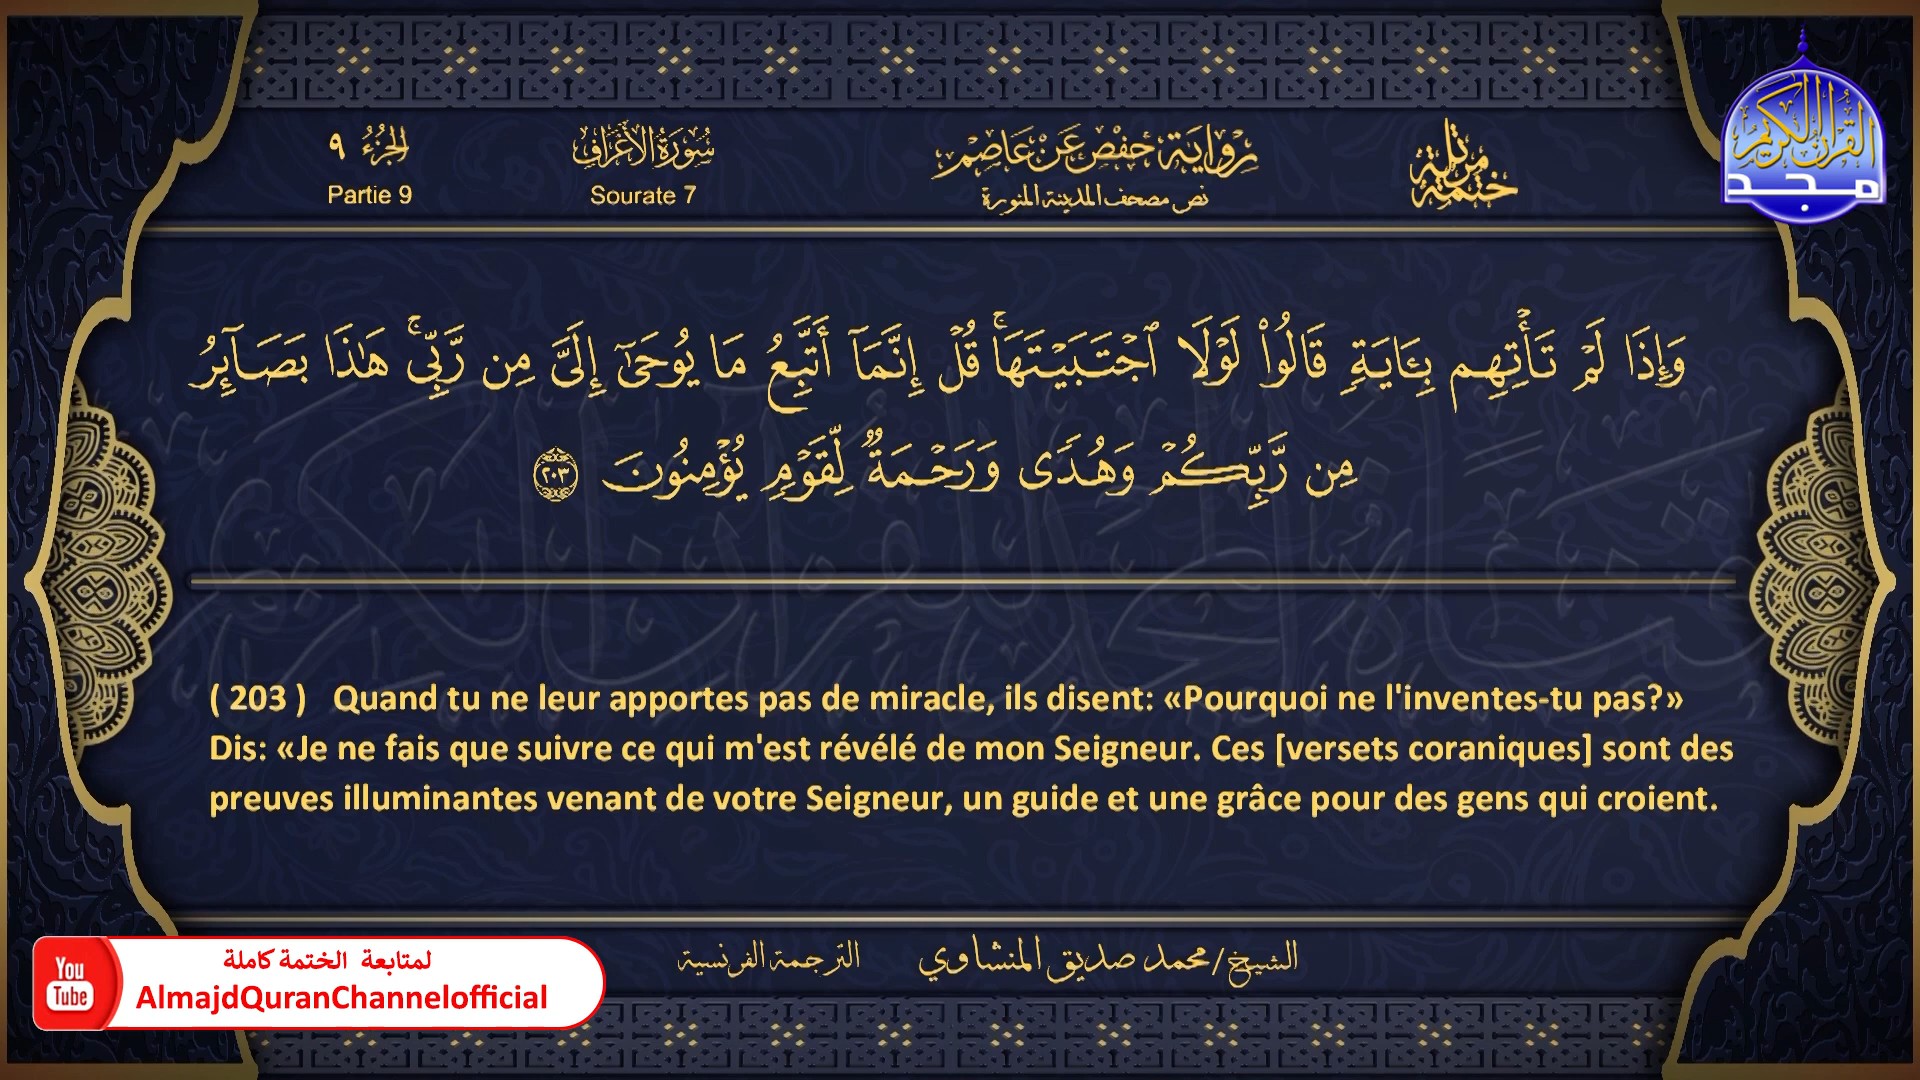 ختمة مرتلة
رواية: حفص عن عاصم
نص مصحف المدينة المنورة
سورة الأعراف
Sourate 7
الجزء ٩
Partie 9
القرآن الكريم
مجد
وَإِذَا لَمْ تَأْتِهِم بِـَٔايَةٍ قَالُوا۟ لَوْلَا ٱجْتَبَيْتَهَا ۚ قُلْ إِنَّمَآ أَتَّبِعُ مَا يُوحَىٰٓ إِلَىَّ مِن رَّبِّى ۚ هَـٰذَا بَصَآئِرُ
مِن رَّبِّكُمْ وَهُدًى وَرَحْمَةٌ لِّقَوْمٍ يُؤْمِنُونَ ٢٠٣
( 203 ) Quand tu ne leur apportes pas de miracle, ils disent: «Pourquoi ne l'inventes-tu pas?»
Dis: «Je ne fais que suivre ce qui m'est révélé de mon Seigneur. Ces [versets coraniques] sont des
preuves illuminantes venant de votre Seigneur, un guide et une grâce pour des gens qui croient.
الشيخ/محمد صديق المنشاوي
الترجمة الفرنسية
You
Tube
لمتابعة الختمة كاملة
AlmajdQuranChannelofficial